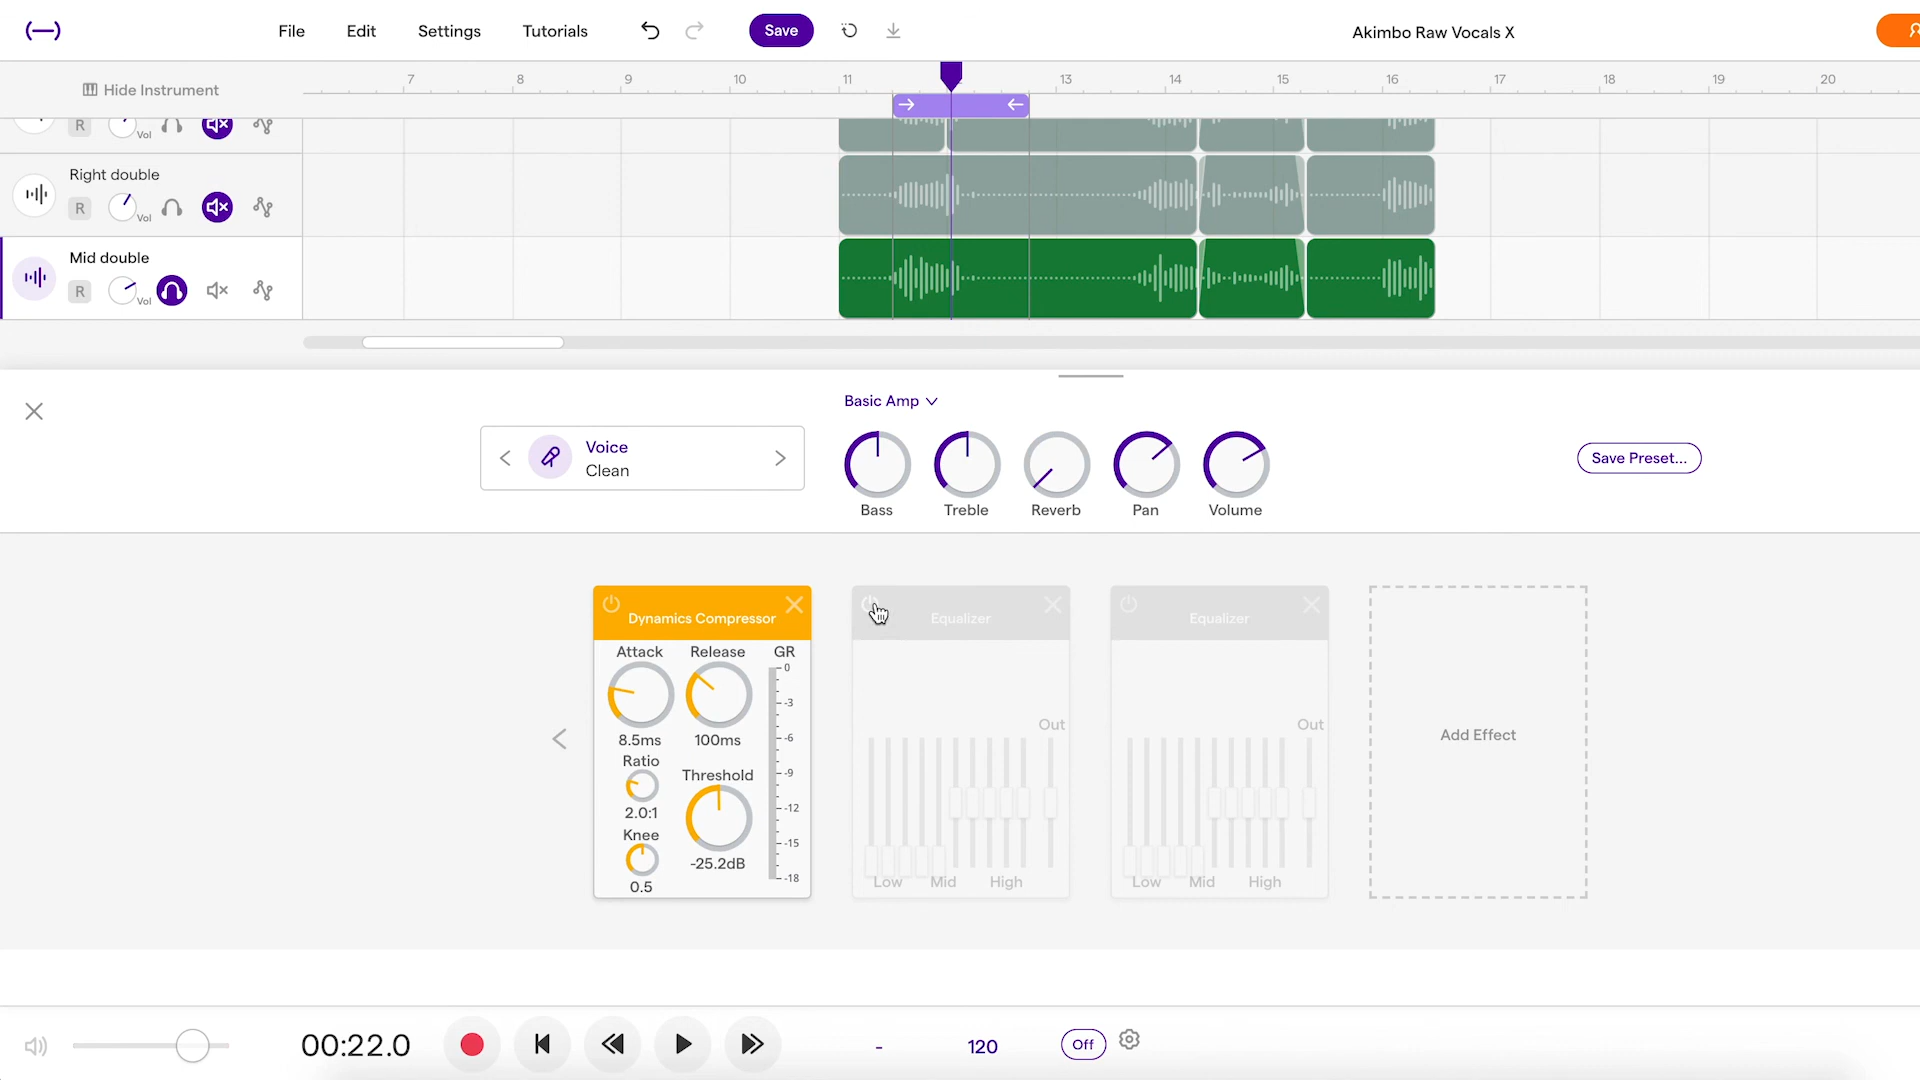 File Edit Settings Tutorials Save Akimbo Raw Vocals X
Hide Instrument 7 8 9 10 11 13 14 15 16 17 18 19 20
R Vol
Right double
R Vol
Mid double
R Vol
Basic Amp
Voice
Clean
Save Preset...
Bass Treble Reverb Pan Volume
Dynamics Compressor
Attack Release GR
0
-3
-6
-9
-12
-15
-18
8.5ms 100ms
Ratio
Threshold
2.0:1
Knee
-25.2dB
0.5
Equalizer
Out
Low Mid High
Equalizer
Out
Low Mid High
Add Effect
00:22.0 - 120 Off